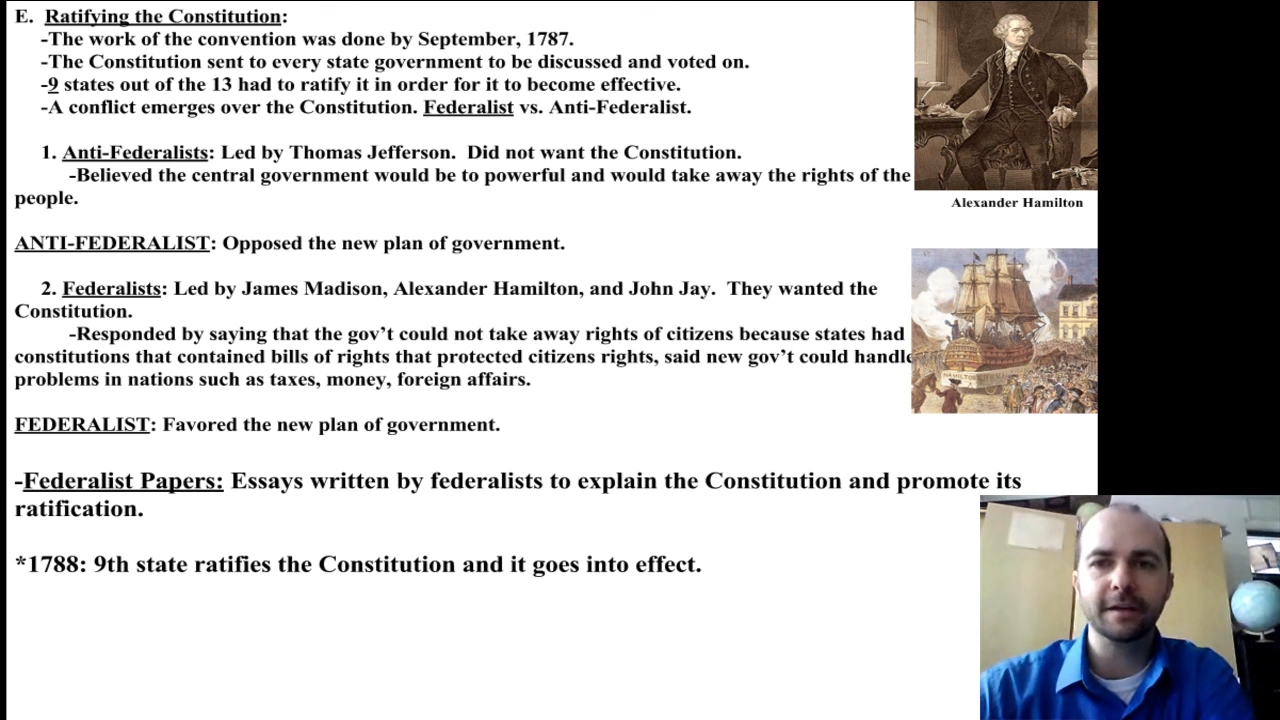 E. Ratifying the Constitution:
-The work of the convention was done by September, 1787.
-The Constitution sent to every state government to be discussed and voted on.
-9 states out of the 13 had to ratify it in order for it to become effective.
-A conflict emerges over the Constitution. Federalist vs. Anti-Federalist.
1. Anti-Federalists: Led by Thomas Jefferson. Did not want the Constitution.
-Believed the central government would be to powerful and would take away the rights of the
people.
Alexander Hamilton
ANTI-FEDERALIST: Opposed the new plan of government.
2. Federalists: Led by James Madison, Alexander Hamilton, and John Jay. They wanted the
Constitution.
-Responded by saying that the gov’t could not take away rights of citizens because states had
constitutions that contained bills of rights that protected citizens rights, said new gov’t could handle
problems in nations such as taxes, money, foreign affairs.
HAMILTON
FEDERALIST: Favored the new plan of government.
-Federalist Papers: Essays written by federalists to explain the Constitution and promote its
ratification.
*1788: 9th state ratifies the Constitution and it goes into effect.